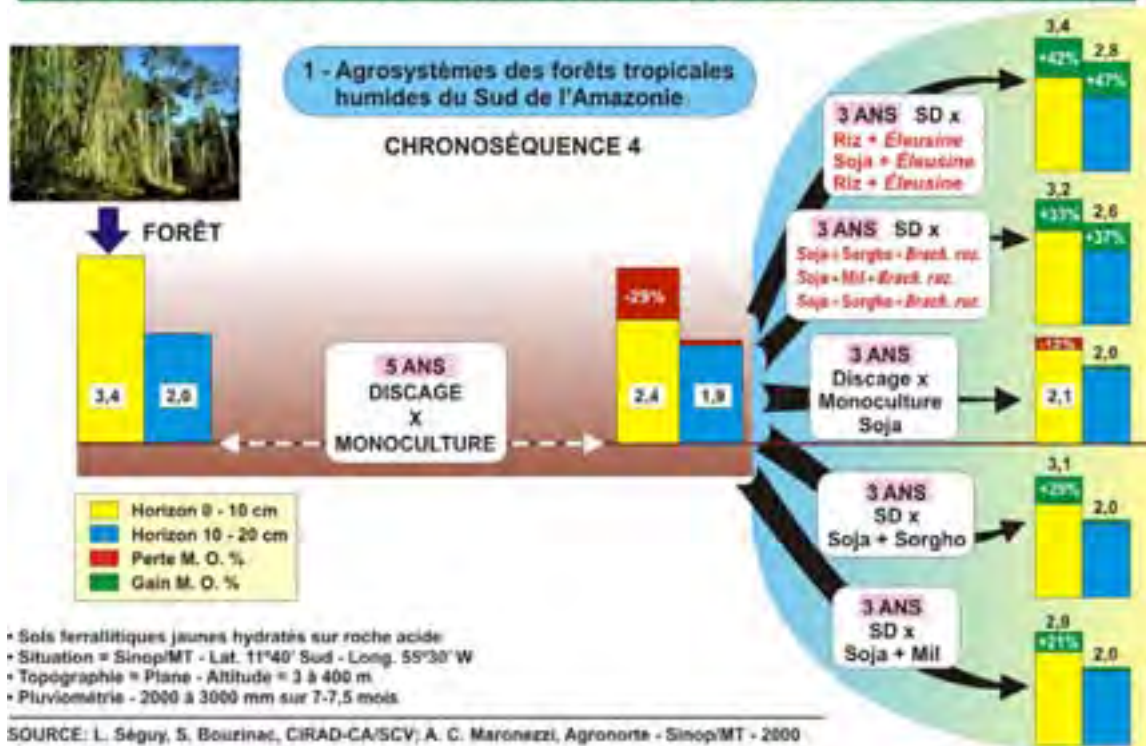 1 - Agrosystèmes des forêts tropicales
humides du Sud de l'Amazonie
CHRONOSÉQUENCE 4
FORÊT
3,4
2,0
5 ANS
DISCAGE
X
MONOCULTURE
-29%
2,4
1,9
3 ANS SD x
Riz + Éleusine
Soja + Éleusine
Riz + Éleusine
3,4
+42%
2,8
+47%
3 ANS SD x
Soja + Sorgho + Brach. ruz.
Soja + Mil + Brach. ruz.
Soja + Sorgho + Brach. ruz.
3,2
+33%
2,6
+37%
3 ANS
Discage x
Monoculture
Soja
2,1
2,0
3 ANS
SD x
Soja + Sorgho
3,1
+29%
2,0
3 ANS
SD x
Soja + Mil
2,9
+21%
2,0
Horizon 0 - 10 cm
Horizon 10 - 20 cm
Perte M. O. %
Gain M. O. %
• Sols ferrallitiques jaunes hydratés sur roche acide
• Situation = Sinop/MT - Lat. 11°40' Sud - Long. 55°30' W
• Topographie = Plane - Altitude = 3 à 400 m
• Pluviométrie - 2000 à 3000 mm sur 7-7,5 mois
SOURCE: L. Séguy, S. Bouzinac, CIRAD-CA/SCV; A. C. Maronezzi, Agronorte - Sinop/MT - 2000